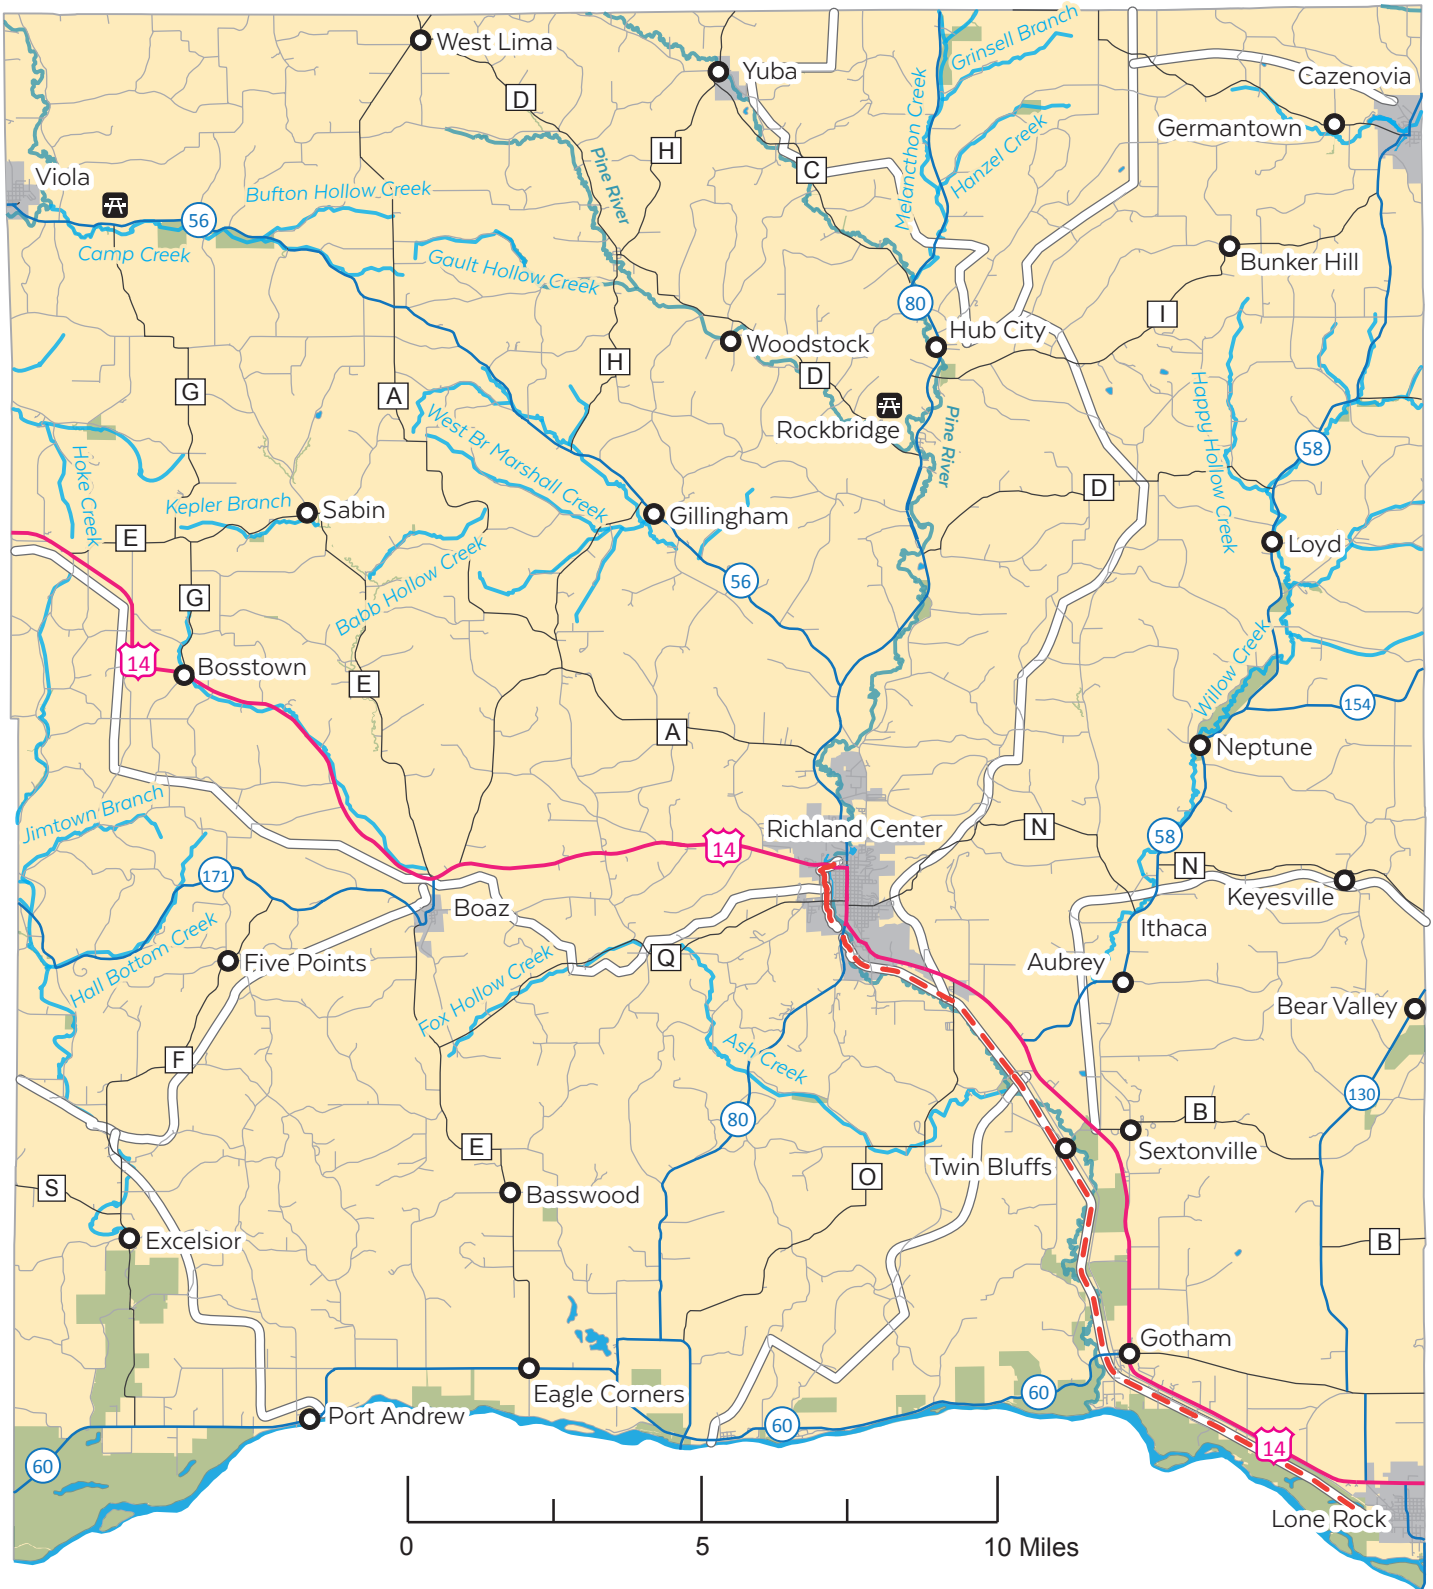 West Lima
Yuba
Grinsell Branch
Cazenovia
D
Germantown
Melancthon Creek
Hanzel Creek
H
Pine River
C
Viola
Bufton Hollow Creek
56
Camp Creek
Gault Hollow Creek
Bunker Hill
80
I
Hub City
Woodstock
H
D
G
A
Rockbridge
Pine River
Happy Hollow Creek
58
West Br Marshall Creek
Hoke Creek
Kepler Branch
Sabin
Gillingham
D
E
Loyd
Babb Hollow Creek
56
G
14
Bosstown
E
Willow Creek
154
A
Neptune
Jimtown Branch
Richland Center
N
58
14
N
171
Keyesville
Boaz
Ithaca
Hall Bottom Creek
Five Points
Fox Hollow Creek
Q
Aubrey
Bear Valley
F
Ash Creek
130
80
B
E
Sextonville
Twin Bluffs
O
S
Basswood
Excelsior
B
Gotham
Eagle Corners
60
Port Andrew
60
14
60
Lone Rock
0 5 10 Miles